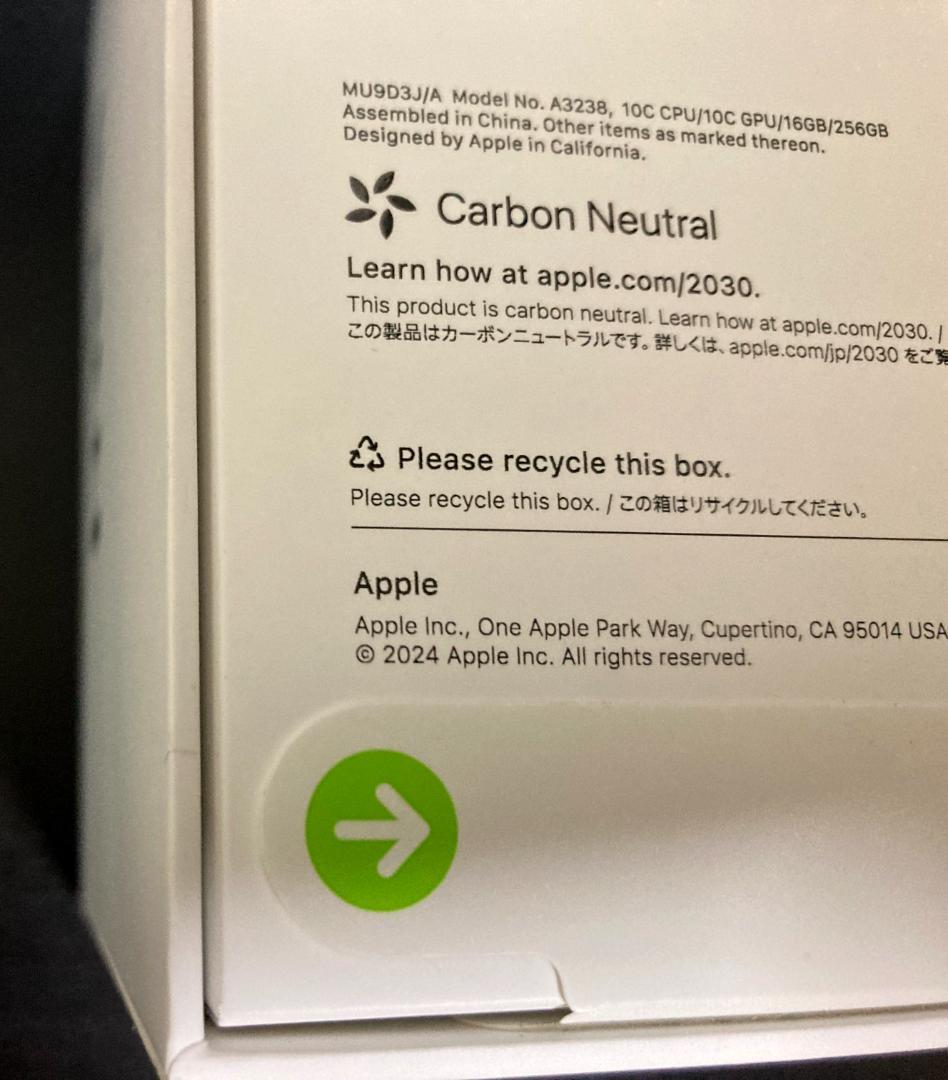 MU9D3J/A Model No. A3238, 10C CPU/10C GPU/16GB/256GB
Assembled in China. Other items as marked thereon.
Designed by Apple in California.
Carbon Neutral
Learn how at apple.com/2030.
This product is carbon neutral. Learn how at apple.com/2030. /
この製品はカーボンニュートラルです。詳しくは、apple.com/jp/2030 をご覧
Please recycle this box.
Please recycle this box. / この箱はリサイクルしてください。
Apple
Apple Inc., One Apple Park Way, Cupertino, CA 95014 USA
© 2024 Apple Inc. All rights reserved.